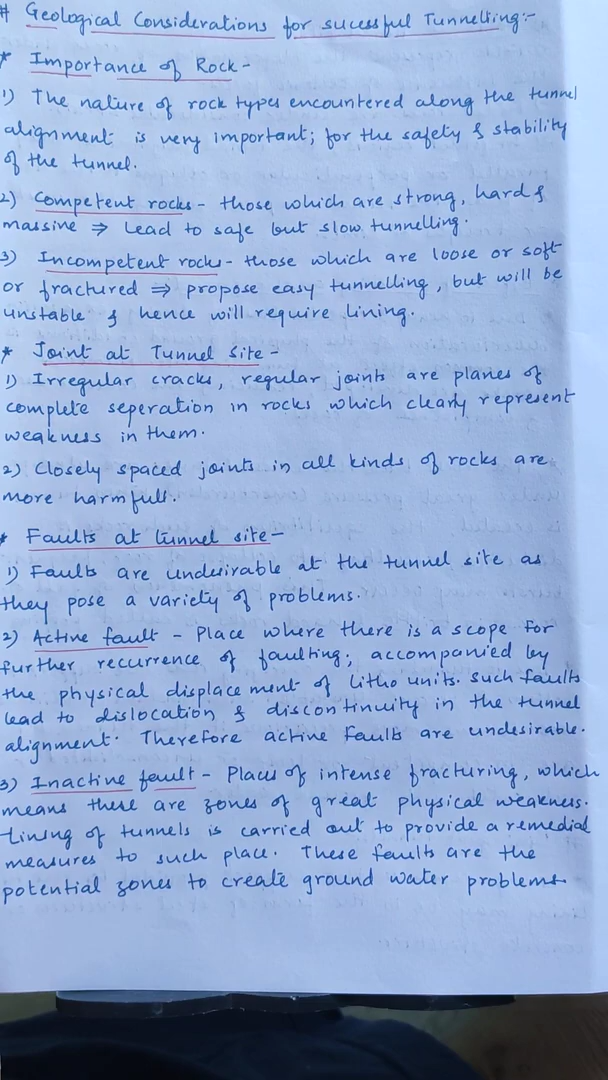 # Geological Considerations for sucessful Tunnelling:-
* Importance of Rock -
1) The nature of rock types encountered along the tunnel
alignment is very important; for the safety & stability
of the tunnel.
2) Competent rocks - those which are strong, hard &
massive ⇒ Lead to safe but slow tunnelling.
3) Incompetent rocks - those which are loose or soft
or fractured ⇒ propose easy tunnelling, but will be
unstable & hence will require lining.
* Joint at Tunnel Site -
1) Irregular cracks, regular joints are planes of
complete seperation in rocks which clearly represent
weakness in them.
2) Closely spaced joints in all kinds of rocks are
more harmfull.
* Faults at tunnel site -
1) Faults are undesirable at the tunnel site as
they pose a variety of problems.
2) Active fault - Place where there is a scope for
further recurrence of faulting; accompanied by
the physical displacement of litho units. Such faults
lead to dislocation & discontinuity in the tunnel
alignment. Therefore active faults are undesirable.
3) Inactive fault - Places of intense fracturing, which
means these are zones of great physical weakness.
Lining of tunnels is carried out to provide a remedial
measures to such place. These faults are the
potential zones to create ground water problems